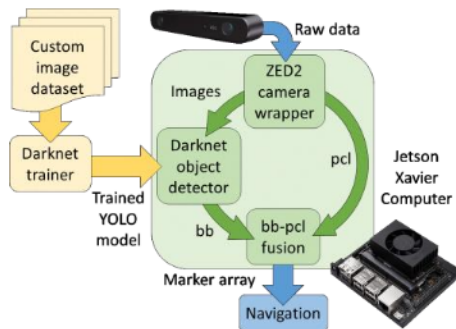 Custom
image
dataset
Raw data
ZED2
camera
wrapper
Images
Darknet
trainer
Darknet
object
detector
pcl
Jetson
Xavier
Computer
Trained
YOLO
model
bb
bb-pcl
fusion
Marker array
Navigation